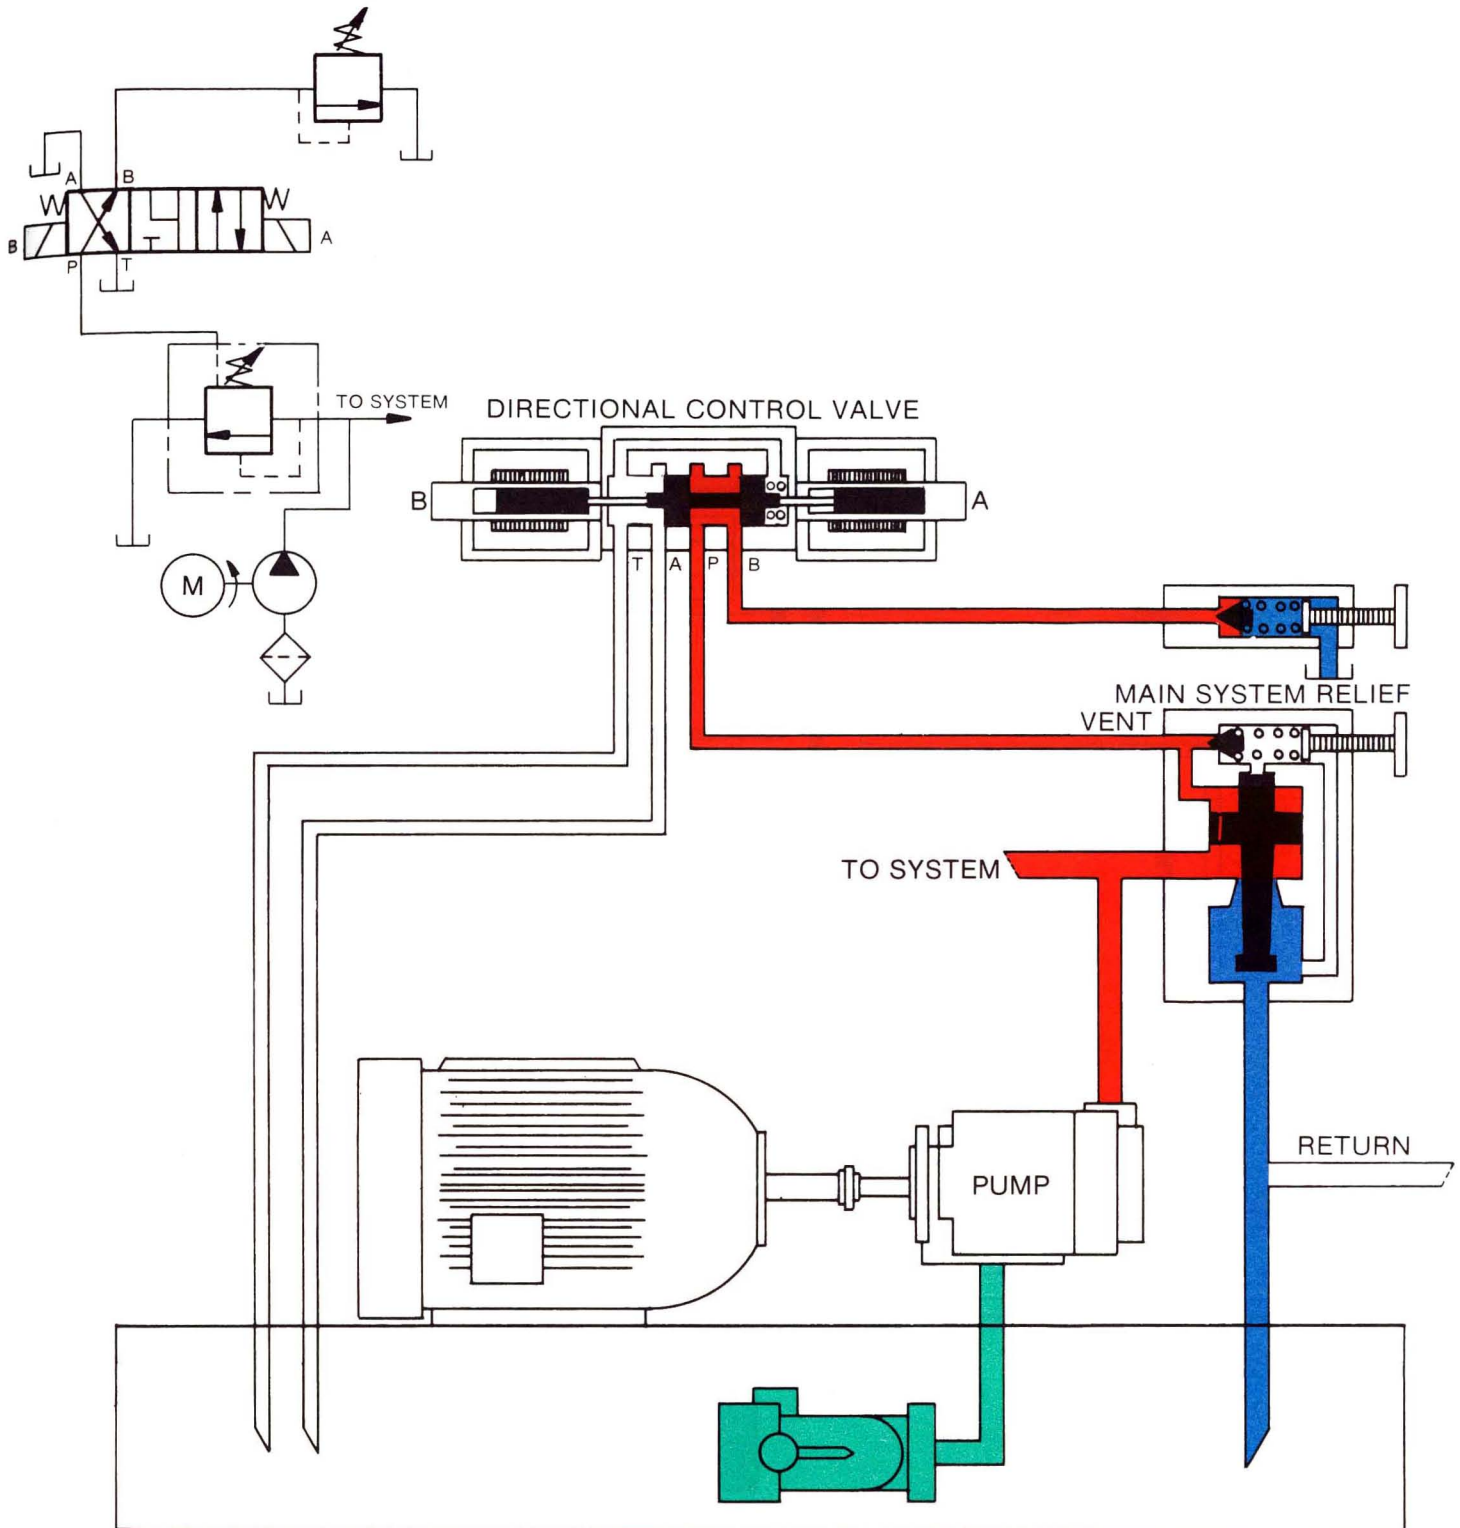 A
B
B
A
P
T
TO SYSTEM
M
DIRECTIONAL CONTROL VALVE
B
A
T
A
P
B
MAIN SYSTEM RELIEF
VENT
TO SYSTEM
RETURN
PUMP